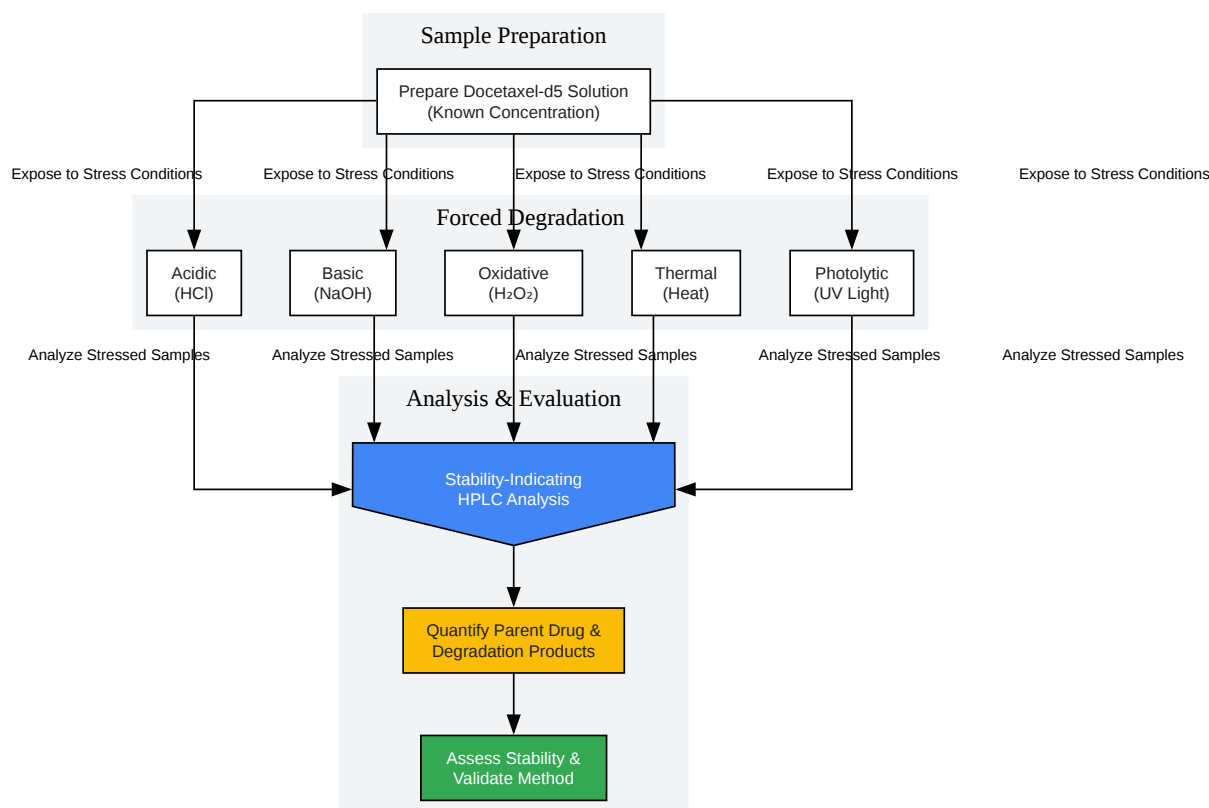 Sample Preparation
Prepare Docetaxel-d5 Solution
(Known Concentration)
Expose to Stress Conditions
Expose to Stress Conditions
Expose to Stress Conditions
Expose to Stress Conditions
Expose to Stress Conditions
Forced Degradation
Acidic
(HCl)
Basic
(NaOH)
Oxidative
(H₂O₂)
Thermal
(Heat)
Photolytic
(UV Light)
Analyze Stressed Samples
Analyze Stressed Samples
Analyze Stressed Samples
Analyze Stressed Samples
Analyze Stressed Samples
Analysis & Evaluation
Stability-Indicating
HPLC Analysis
Quantify Parent Drug &
Degradation Products
Assess Stability &
Validate Method